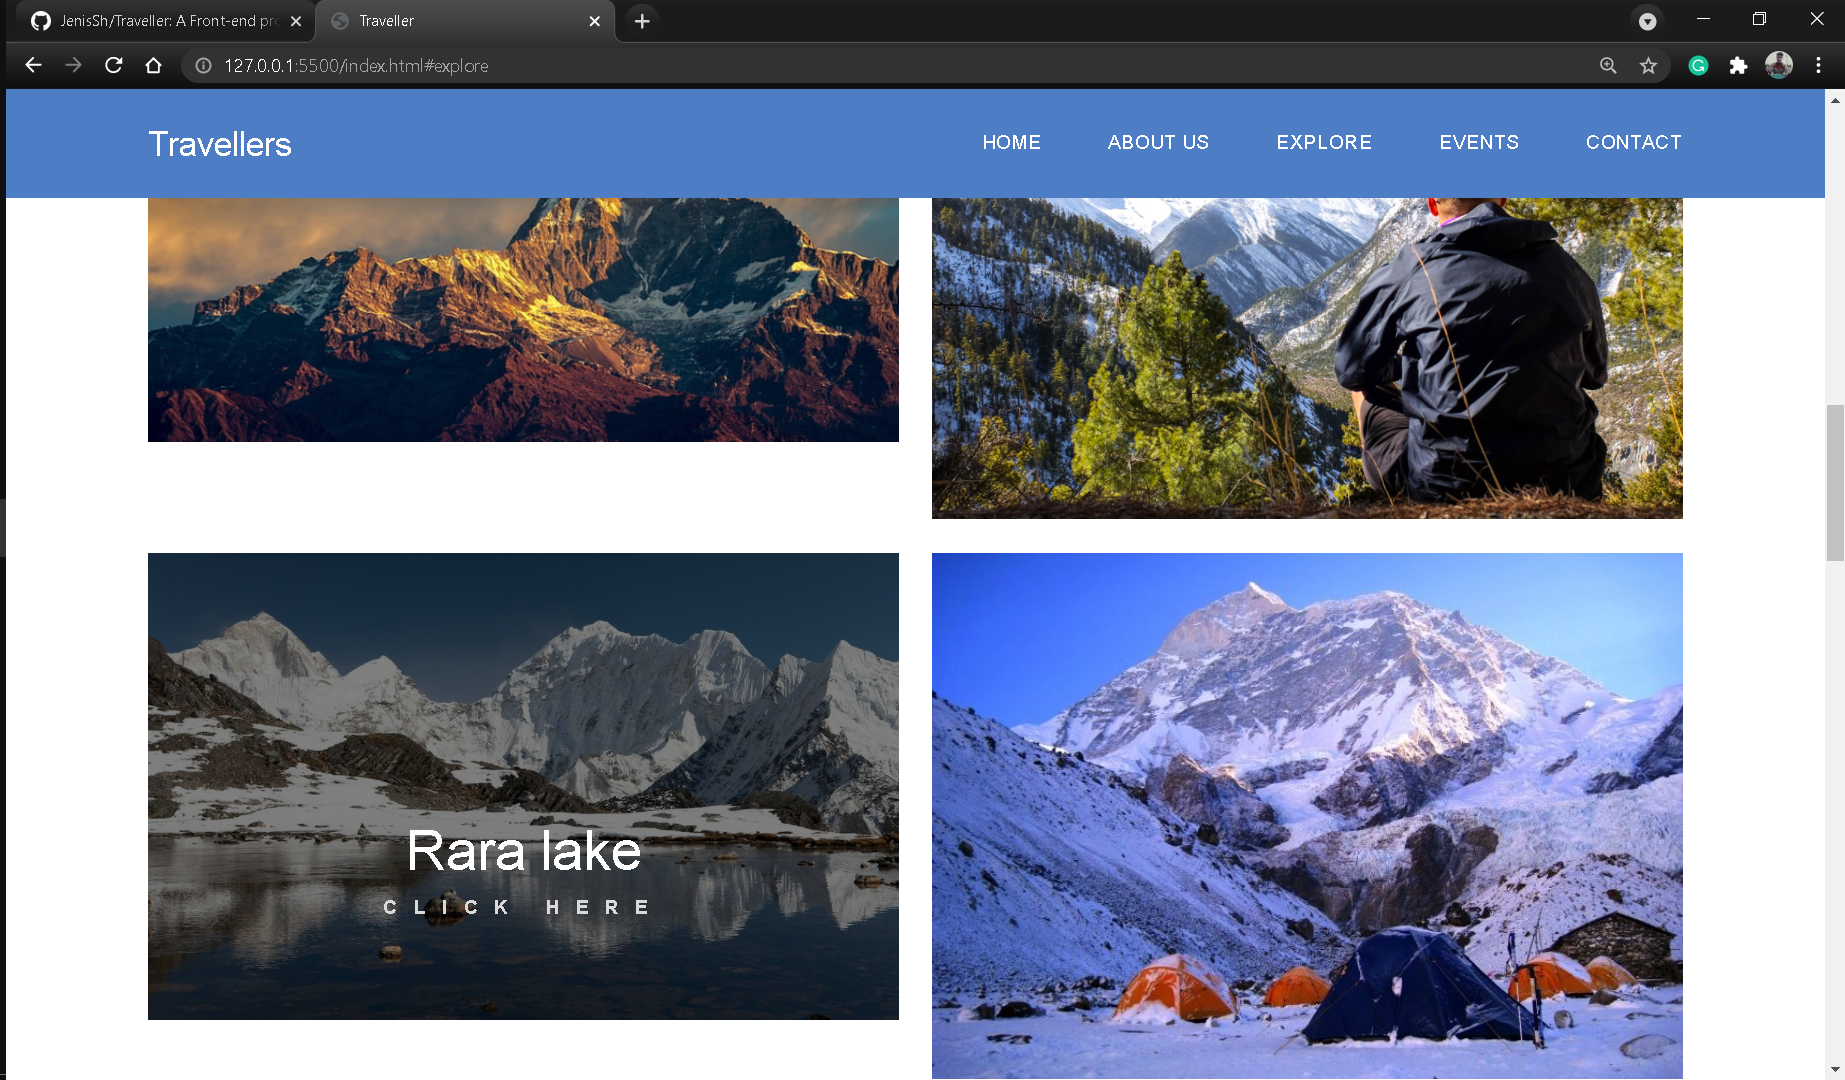 JenisSh/Traveller: A Front-end pro
Traveller
127.0.0.1:5500/index.html#explore
Travellers
HOME
ABOUT US
EXPLORE
EVENTS
CONTACT
Rara lake
CLICK HERE